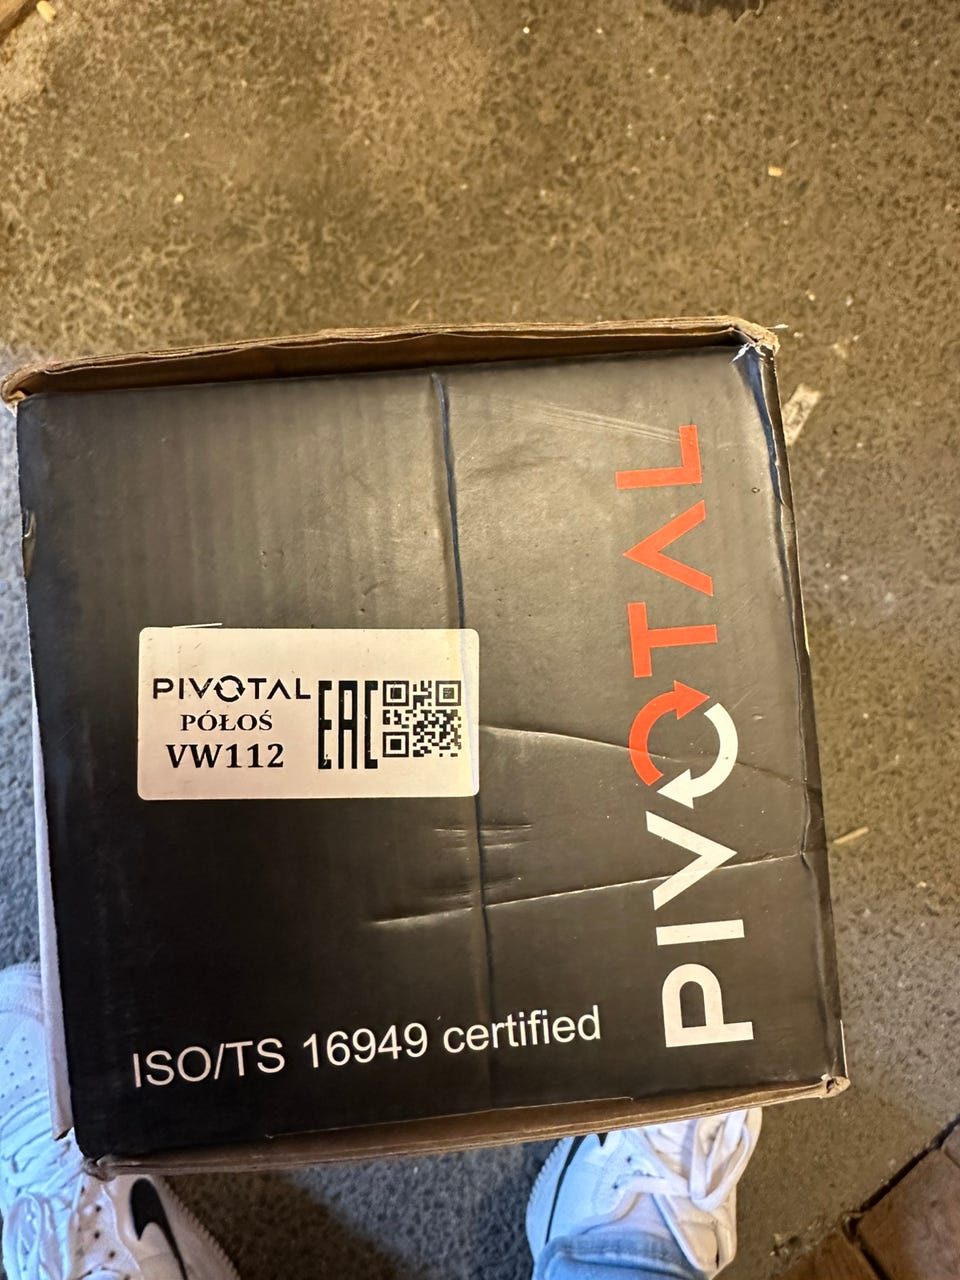 PIVOTAL
PÓŁOŚ
VW112
EAC
ISO/TS 16949 certified
PIVOTAL